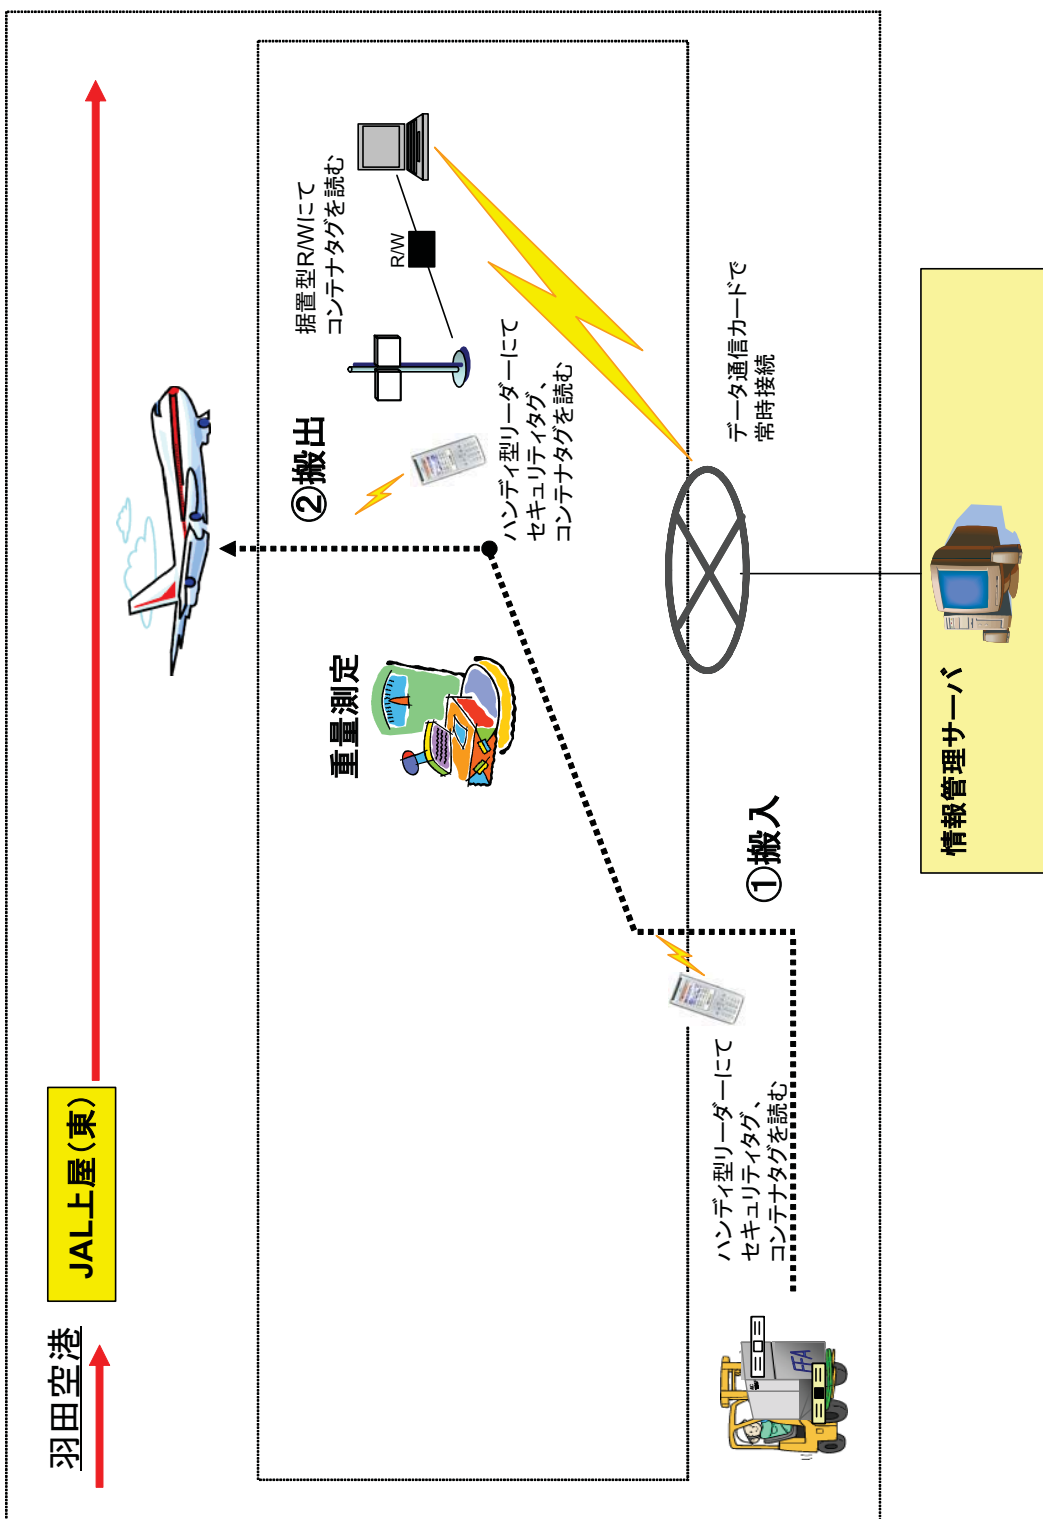 羽田空港
JAL上屋(東)
ハンディ型リーダーにて
セキュリティタグ、
コンテナタグを読む
①搬入
重量測定
②搬出
ハンディ型リーダーにて
セキュリティタグ、
コンテナタグを読む
据置型R/Wにて
コンテナタグを読む
R/W
データ通信カードで
常時接続
情報管理サーバ